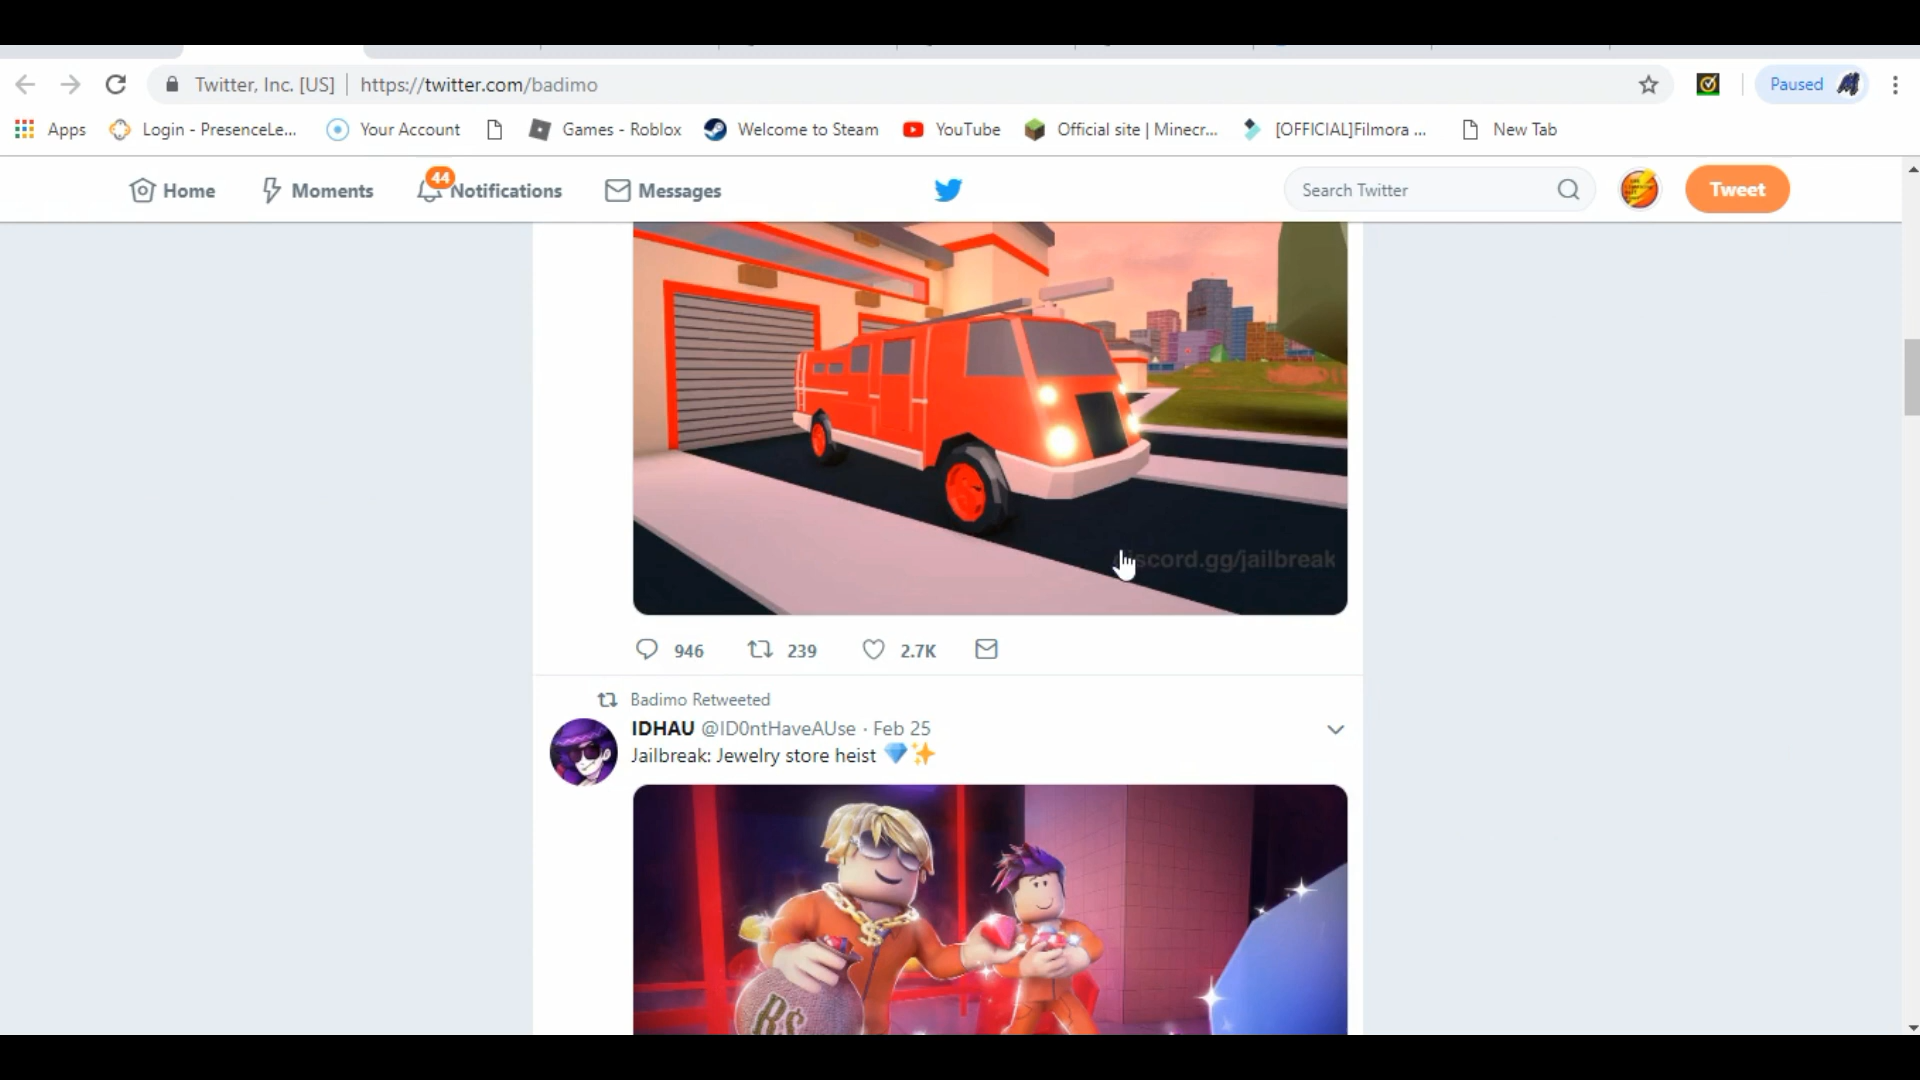 Twitter, Inc. [US] | https://twitter.com/badimo
Paused
Apps
Login - PresenceLe...
Your Account
Games - Roblox
Welcome to Steam
YouTube
Official site | Minecr...
[OFFICIAL]Filmora ...
New Tab
Home
Moments
44
Notifications
Messages
Search Twitter
Tweet
scord.gg/jailbreak
946
239
2.7K
Badimo Retweeted
IDHAU @ID0ntHaveAUse · Feb 25
Jailbreak: Jewelry store heist 💎✨
R$